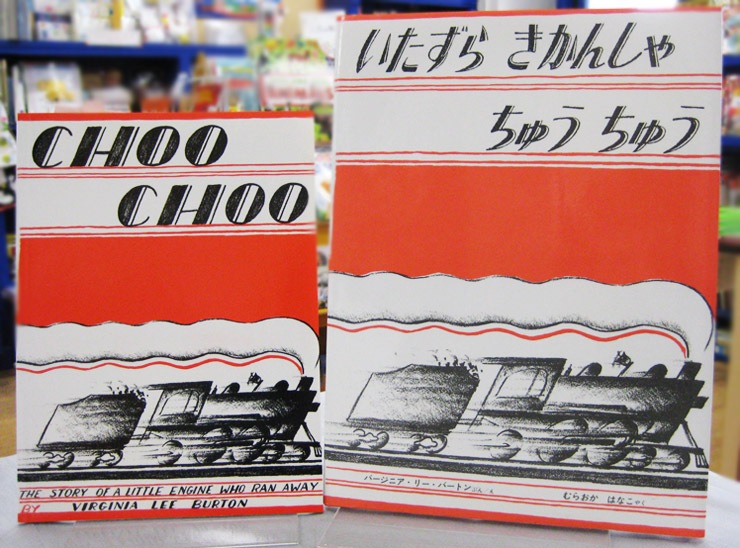 CHOO
CHOO
THE STORY OF A LITTLE ENGINE WHO RAN AWAY
BY VIRGINIA LEE BURTON
いたずら きかんしゃ
ちゅう ちゅう
バージニア・リー・バートン ぶん・え
むらおか はなこ やく